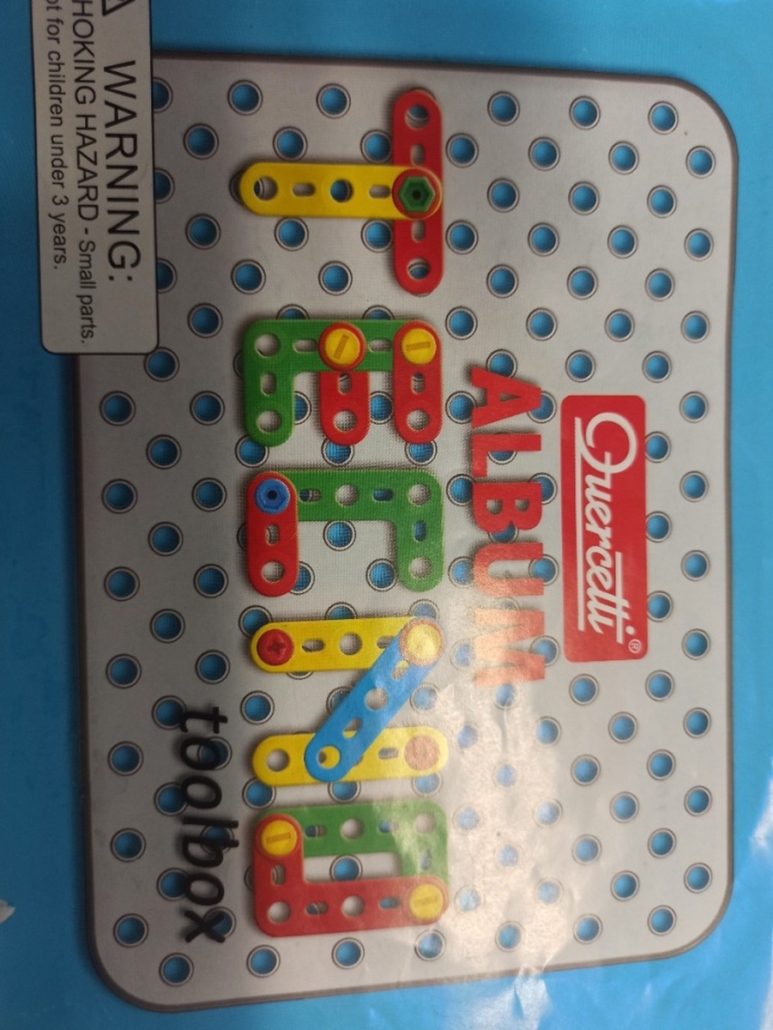 Quercetti®
ALBUM
TECNO
toolbox
WARNING:
HOKING HAZARD - Small parts.
ot for children under 3 years.